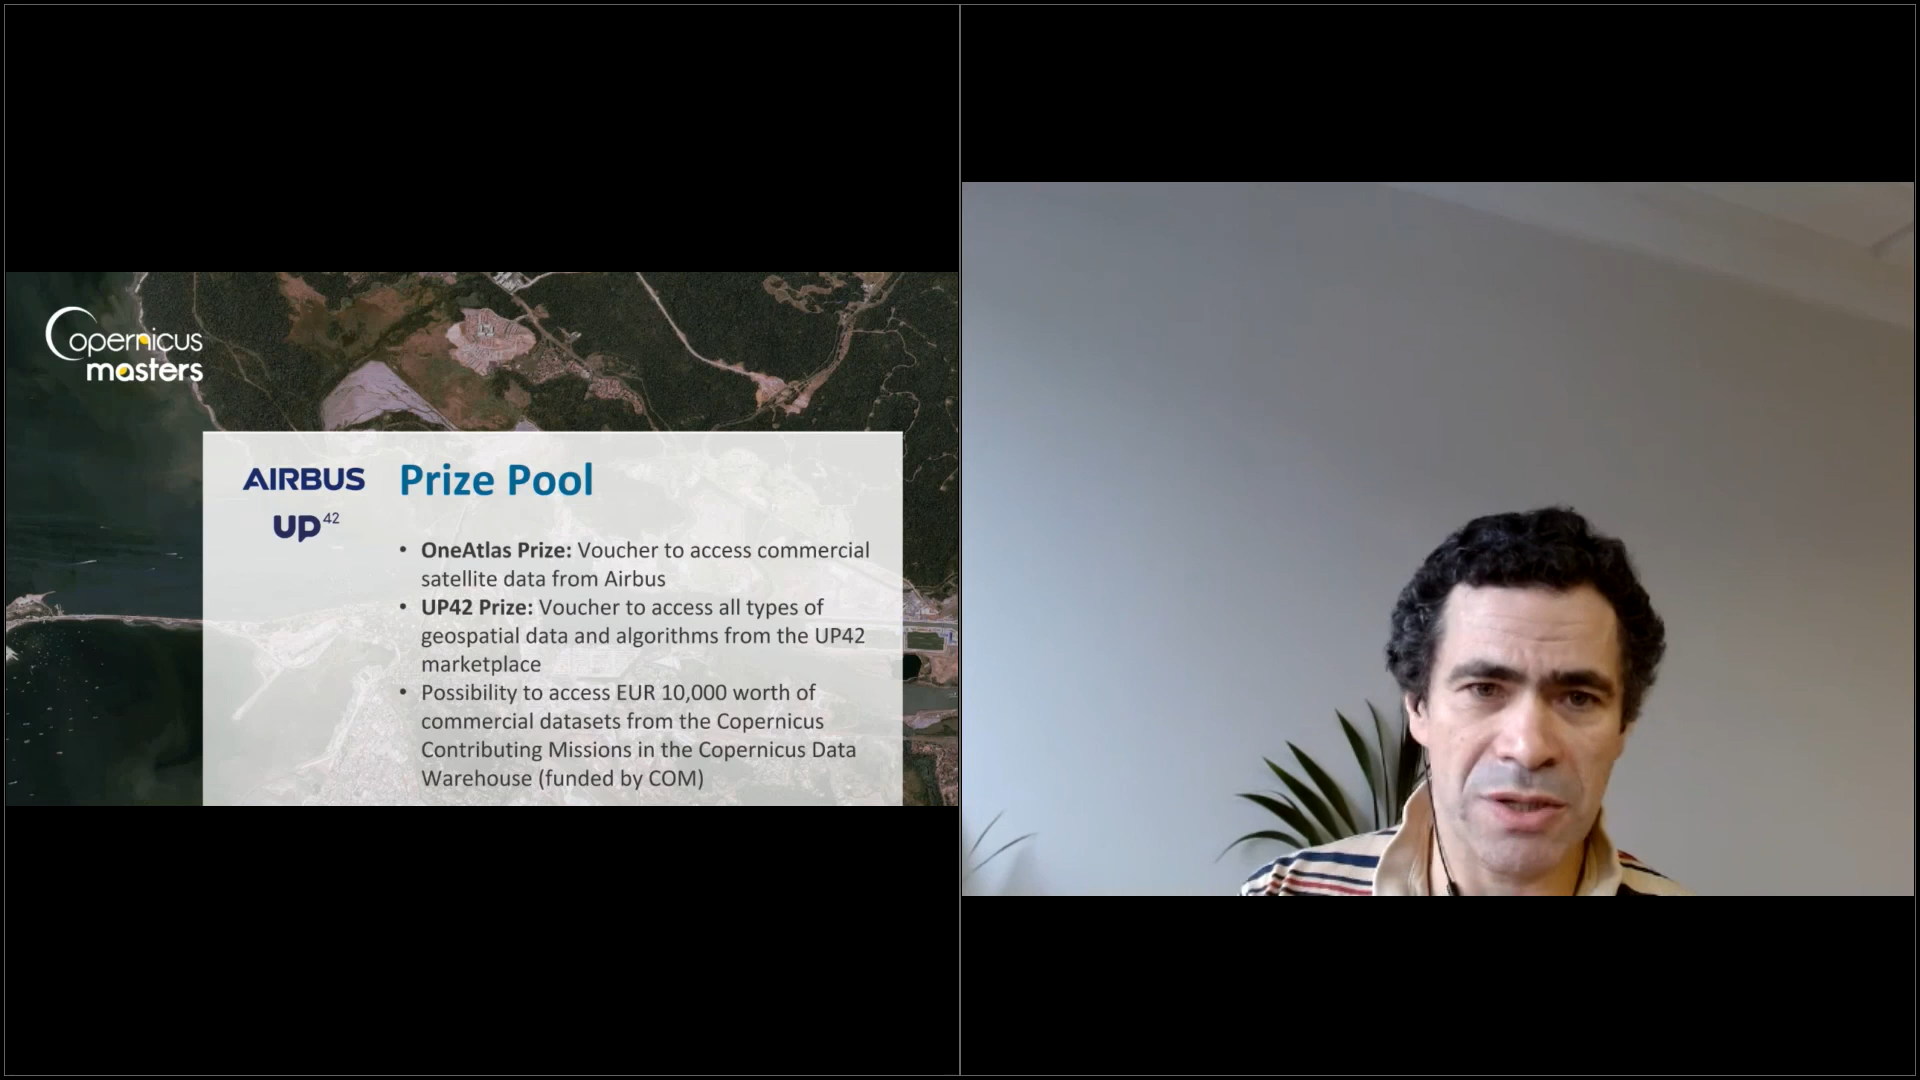 Copernicus
masters
AIRBUS
UP42
Prize Pool
• OneAtlas Prize: Voucher to access commercial
satellite data from Airbus
• UP42 Prize: Voucher to access all types of
geospatial data and algorithms from the UP42
marketplace
• Possibility to access EUR 10,000 worth of
commercial datasets from the Copernicus
Contributing Missions in the Copernicus Data
Warehouse (funded by COM)